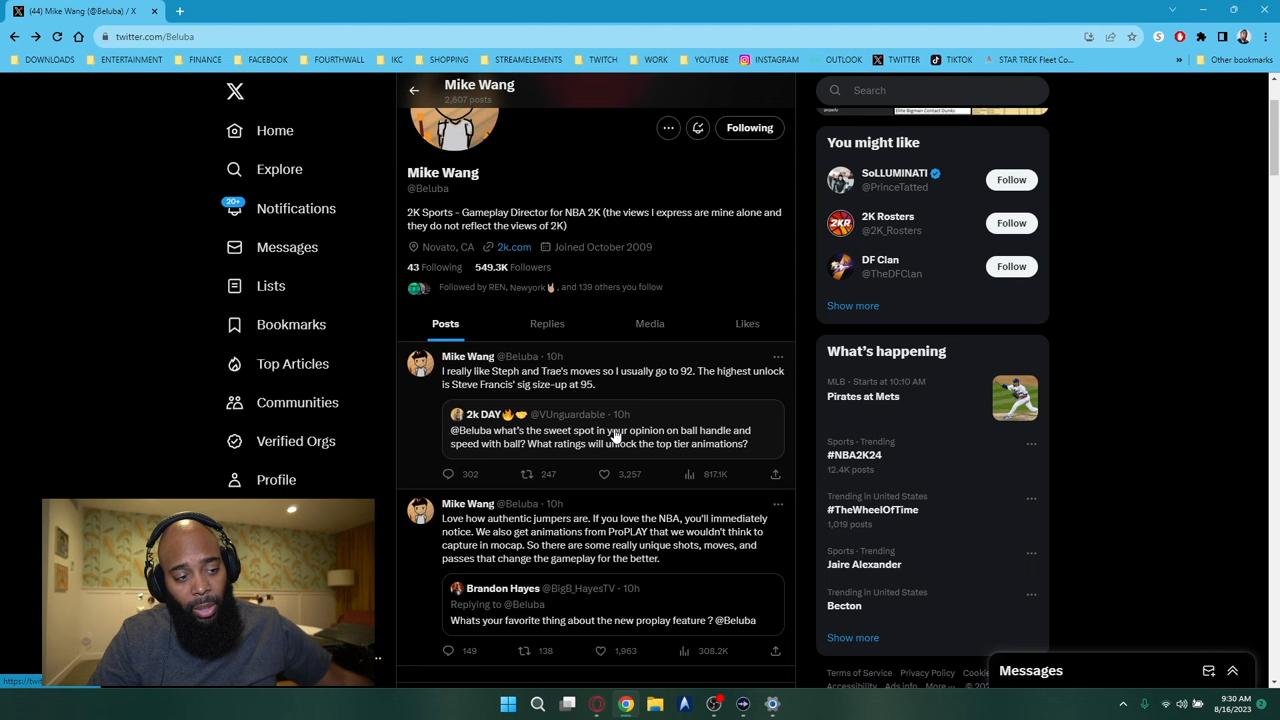 (44) Mike Wang (@Beluba) / X
twitter.com/Beluba
DOWNLOADS ENTERTAINMENT FINANCE FACEBOOK FOURTHWALL IKC SHOPPING STREAMELEMENTS TWITCH WORK YOUTUBE INSTAGRAM OUTLOOK TWITTER TIKTOK STAR TREK Fleet Co... » Other bookmarks
Home
Explore
20+
Notifications
Messages
Lists
Bookmarks
Top Articles
Communities
Verified Orgs
Profile
Mike Wang
2,607 posts
Following
Mike Wang
@Beluba
2K Sports - Gameplay Director for NBA 2K (the views I express are mine alone and
they do not reflect the views of 2K)
Novato, CA 2k.com Joined October 2009
43 Following 549.3K Followers
Followed by REN, Newyork🤘, and 139 others you follow
Posts Replies Media Likes
Mike Wang @Beluba · 10h
I really like Steph and Trae's moves so I usually go to 92. The highest unlock
is Steve Francis' sig size-up at 95.
2k DAY🔥🤝 @VUnguardable · 10h
@Beluba what's the sweet spot in your opinion on ball handle and
speed with ball? What ratings will unlock the top tier animations?
302 247 3,257 817.1K
Mike Wang @Beluba · 10h
Love how authentic jumpers are. If you love the NBA, you'll immediately
notice. We also get animations from ProPLAY that we wouldn't think to
capture in mocap. So there are some really unique shots, moves, and
passes that change the gameplay for the better.
Brandon Hayes @BigB_HayesTV · 10h
Replying to @Beluba
Whats your favorite thing about the new proplay feature ? @Beluba
149 138 1,963 308.2K
Search
Elite Bigman Contact Dunks
You might like
SoLLUMINATI
@PrinceTatted
Follow
2K Rosters
@2K_Rosters
Follow
DF Clan
@TheDFClan
Follow
Show more
What's happening
MLB · Starts at 10:10 AM
Pirates at Mets
Sports · Trending
#NBA2K24
12.4K posts
Trending in United States
#TheWheelOfTime
1,019 posts
Sports · Trending
Jaire Alexander
Trending in United States
Becton
Show more
Terms of Service Privacy Policy
Accessibility Ads info More ...
Messages
9:30 AM
8/16/2023